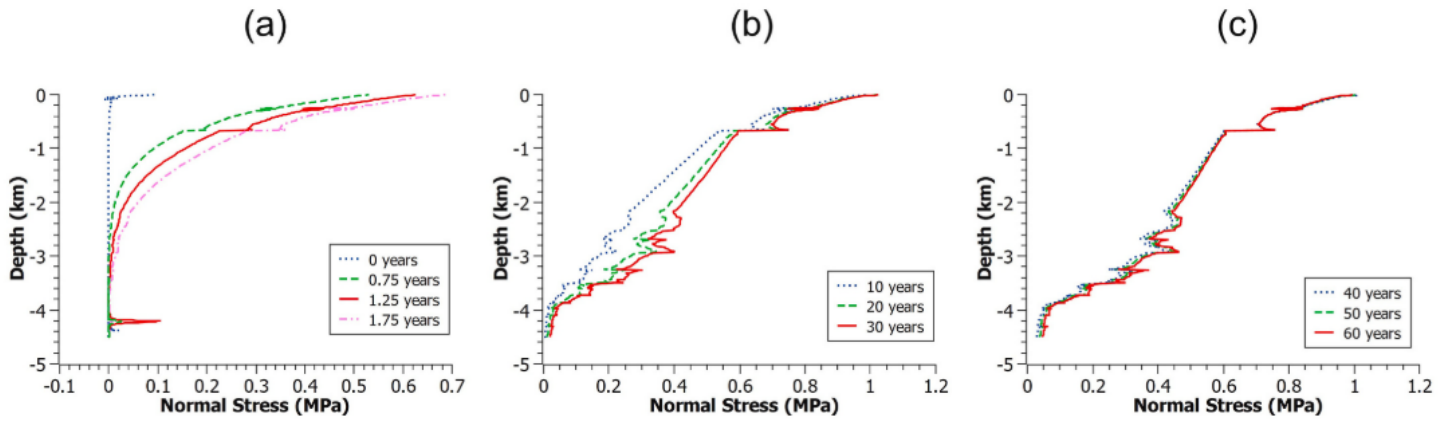 (a)
(b)
(c)
0
-1
-2
-3
-4
-5
Depth (km)
-0.1
0
0.1
0.2
0.3
0.4
0.5
0.6
0.7
Normal Stress (MPa)
0 years
0.75 years
1.25 years
1.75 years
0
-1
-2
-3
-4
-5
Depth (km)
0
0.2
0.4
0.6
0.8
1
1.2
Normal Stress (MPa)
10 years
20 years
30 years
0
-1
-2
-3
-4
-5
Depth (km)
0
0.2
0.4
0.6
0.8
1
1.2
Normal Stress (MPa)
40 years
50 years
60 years